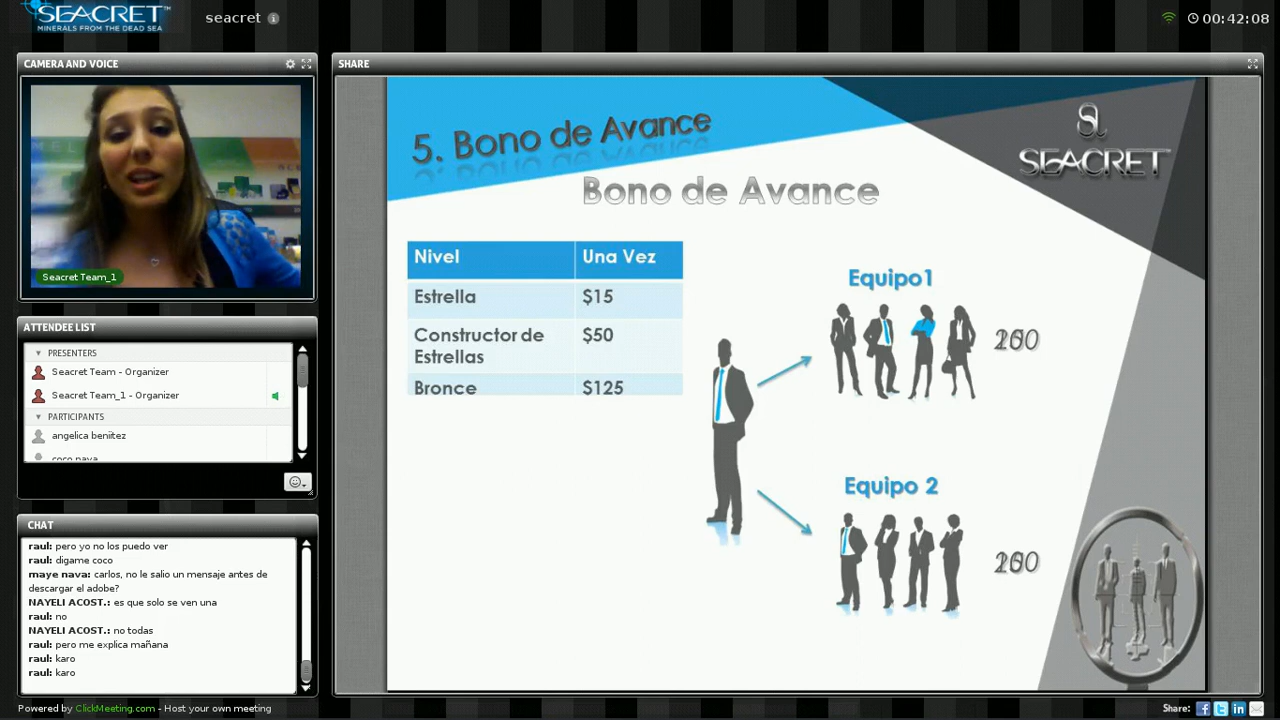 SEACRET™
MINERALS FROM THE DEAD SEA
seacret
00:42:08
CAMERA AND VOICE
Seacret Team_1
ATTENDEE LIST
PRESENTERS
Seacret Team - Organizer
Seacret Team_1 - Organizer
PARTICIPANTS
angelica beniitez
coco nava
CHAT
raul: pero yo no los puedo ver
raul: digame coco
maye nava: carlos, no le salio un mensaje antes de
descargar el adobe?
NAYELI ACOST.: es que solo se ven una
raul: no
NAYELI ACOST.: no todas
raul: pero me explica mañana
raul: karo
raul: karo
SHARE
5. Bono de Avance
SEACRET
Bono de Avance
Nivel Una Vez
Estrella $15
Constructor de $50
Estrellas
Bronce $125
Equipo1
Equipo 2
Powered by ClickMeeting.com - Host your own meeting
Share: